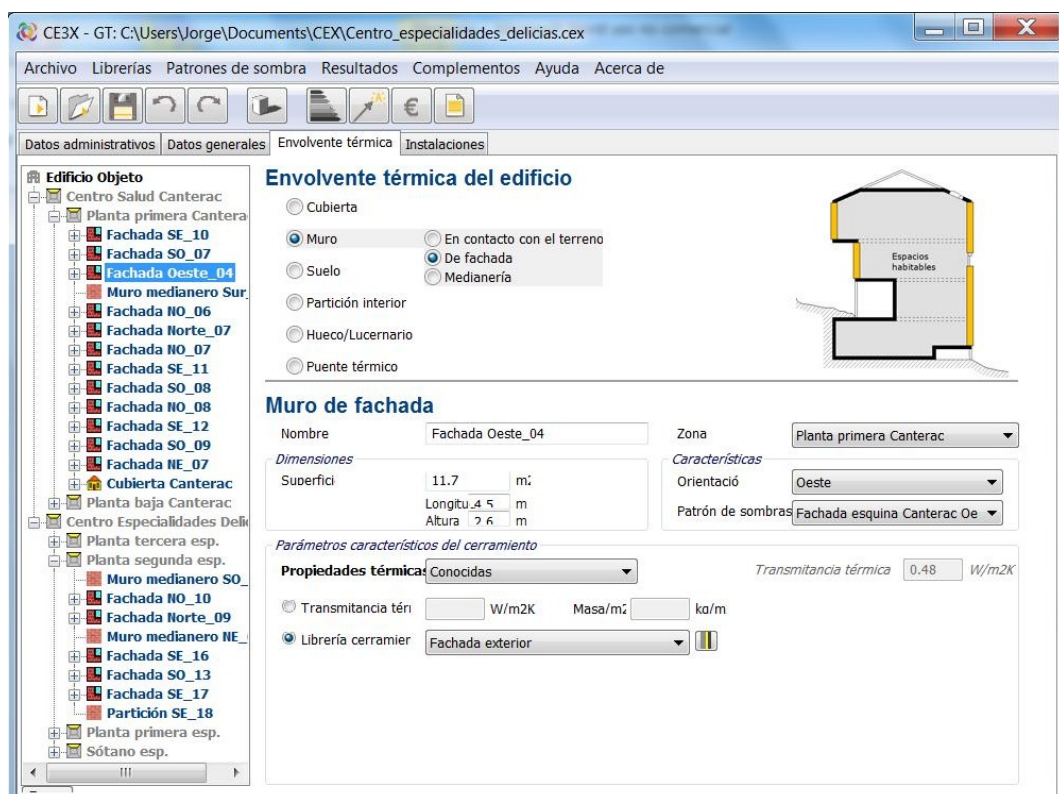 CE3X - GT: C:\Users\Jorge\Documents\CEX\Centro_especialidades_delicias.cex
Archivo Librerías Patrones de sombra Resultados Complementos Ayuda Acerca de
Datos administrativos Datos generales Envolvente térmica Instalaciones
Edificio Objeto
Centro Salud Canterac
Planta primera Cantera
Fachada SE_10
Fachada SO_07
Fachada Oeste_04
Muro medianero Sur_
Fachada NO_06
Fachada Norte_07
Fachada NO_07
Fachada SE_11
Fachada SO_08
Fachada NO_08
Fachada SE_12
Fachada SO_09
Fachada NE_07
Cubierta Canterac
Planta baja Canterac
Centro Especialidades Deli
Planta tercera esp.
Planta segunda esp.
Muro medianero SO_
Fachada NO_10
Fachada Norte_09
Muro medianero NE_
Fachada SE_16
Fachada SO_13
Fachada SE_17
Partición SE_18
Planta primera esp.
Sótano esp.
Envolvente térmica del edificio
Cubierta
Muro En contacto con el terreno
De fachada
Suelo Medianería
Partición interior
Hueco/Lucernario
Puente térmico
Espacios
habitables
Muro de fachada
Nombre Fachada Oeste_04 Zona Planta primera Canterac
Dimensiones Características
Superfici 11.7 m2 Orientació Oeste
Longitu 4.5 m
Altura 2.6 m
Patrón de sombras Fachada esquina Canterac Oe
Parámetros característicos del cerramiento
Propiedades térmicas Conocidas Transmitancia térmica 0.48 W/m2K
Transmitancia téri W/m2K Masa/m2 kg/m
Librería cerramier Fachada exterior